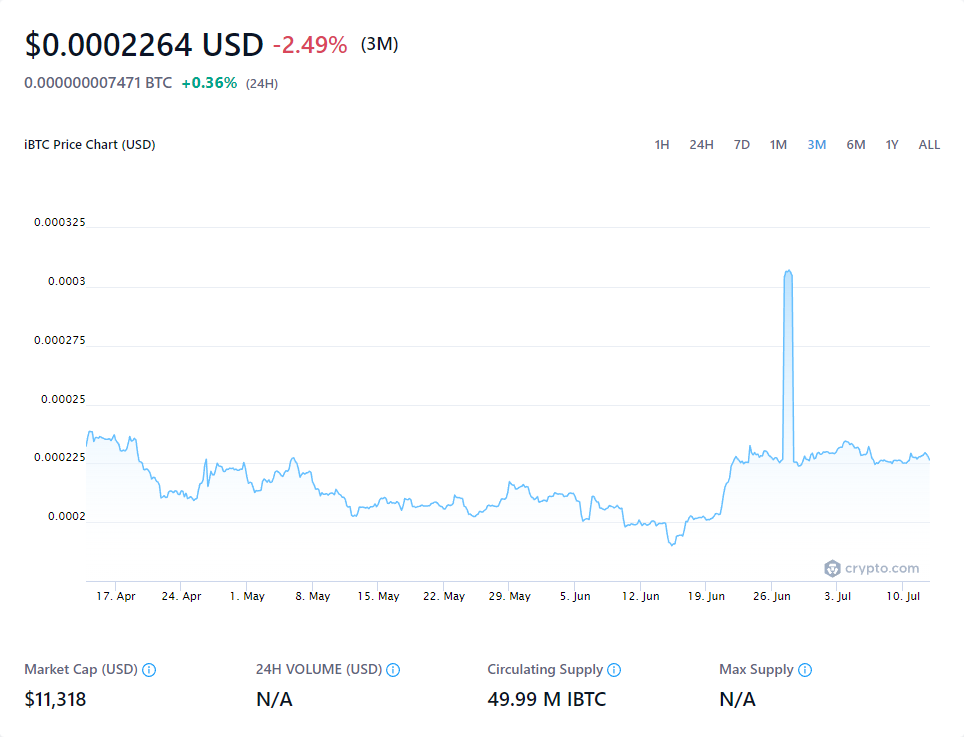 $0.0002264 USD -2.49% (3M)
0.000000007471 BTC +0.36% (24H)
iBTC Price Chart (USD) 1H 24H 7D 1M 3M 6M 1Y ALL
0.000325
0.0003
0.000275
0.00025
0.000225
0.0002
crypto.com
17. Apr 24. Apr 1. May 8. May 15. May 22. May 29. May 5. Jun 12. Jun 19. Jun 26. Jun 3. Jul 10. Jul
Market Cap (USD) 24H VOLUME (USD) Circulating Supply Max Supply
$11,318 N/A 49.99 M IBTC N/A